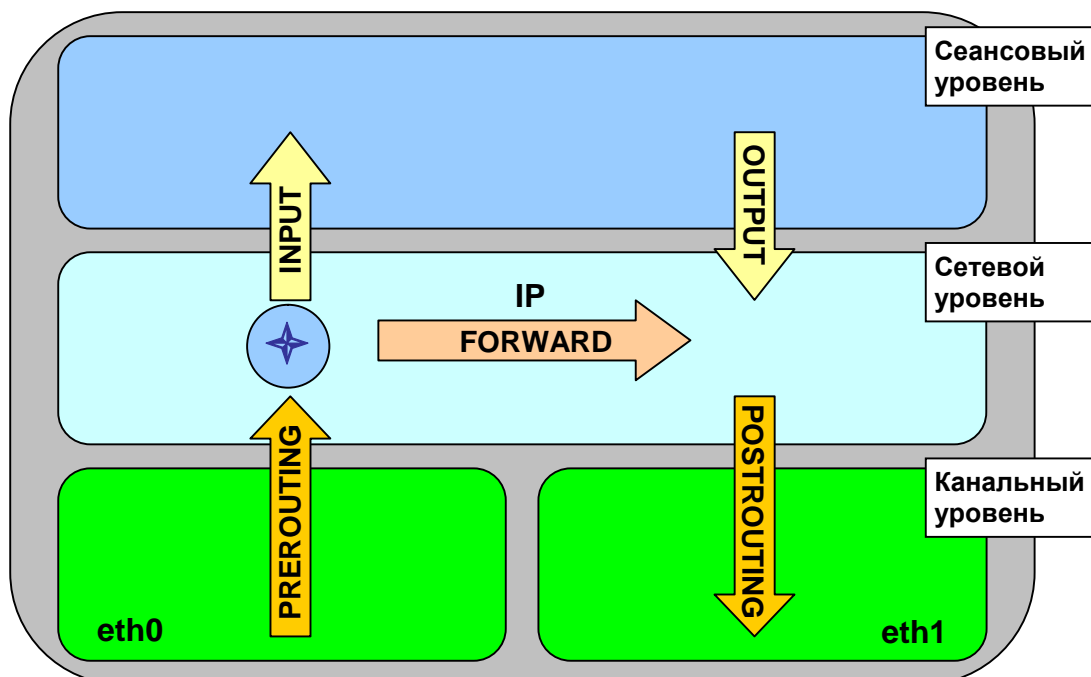 Сеансовый
уровень
INPUT
OUTPUT
Сетевой
уровень
IP
FORWARD
PREROUTING
POSTROUTING
Канальный
уровень
eth0
eth1